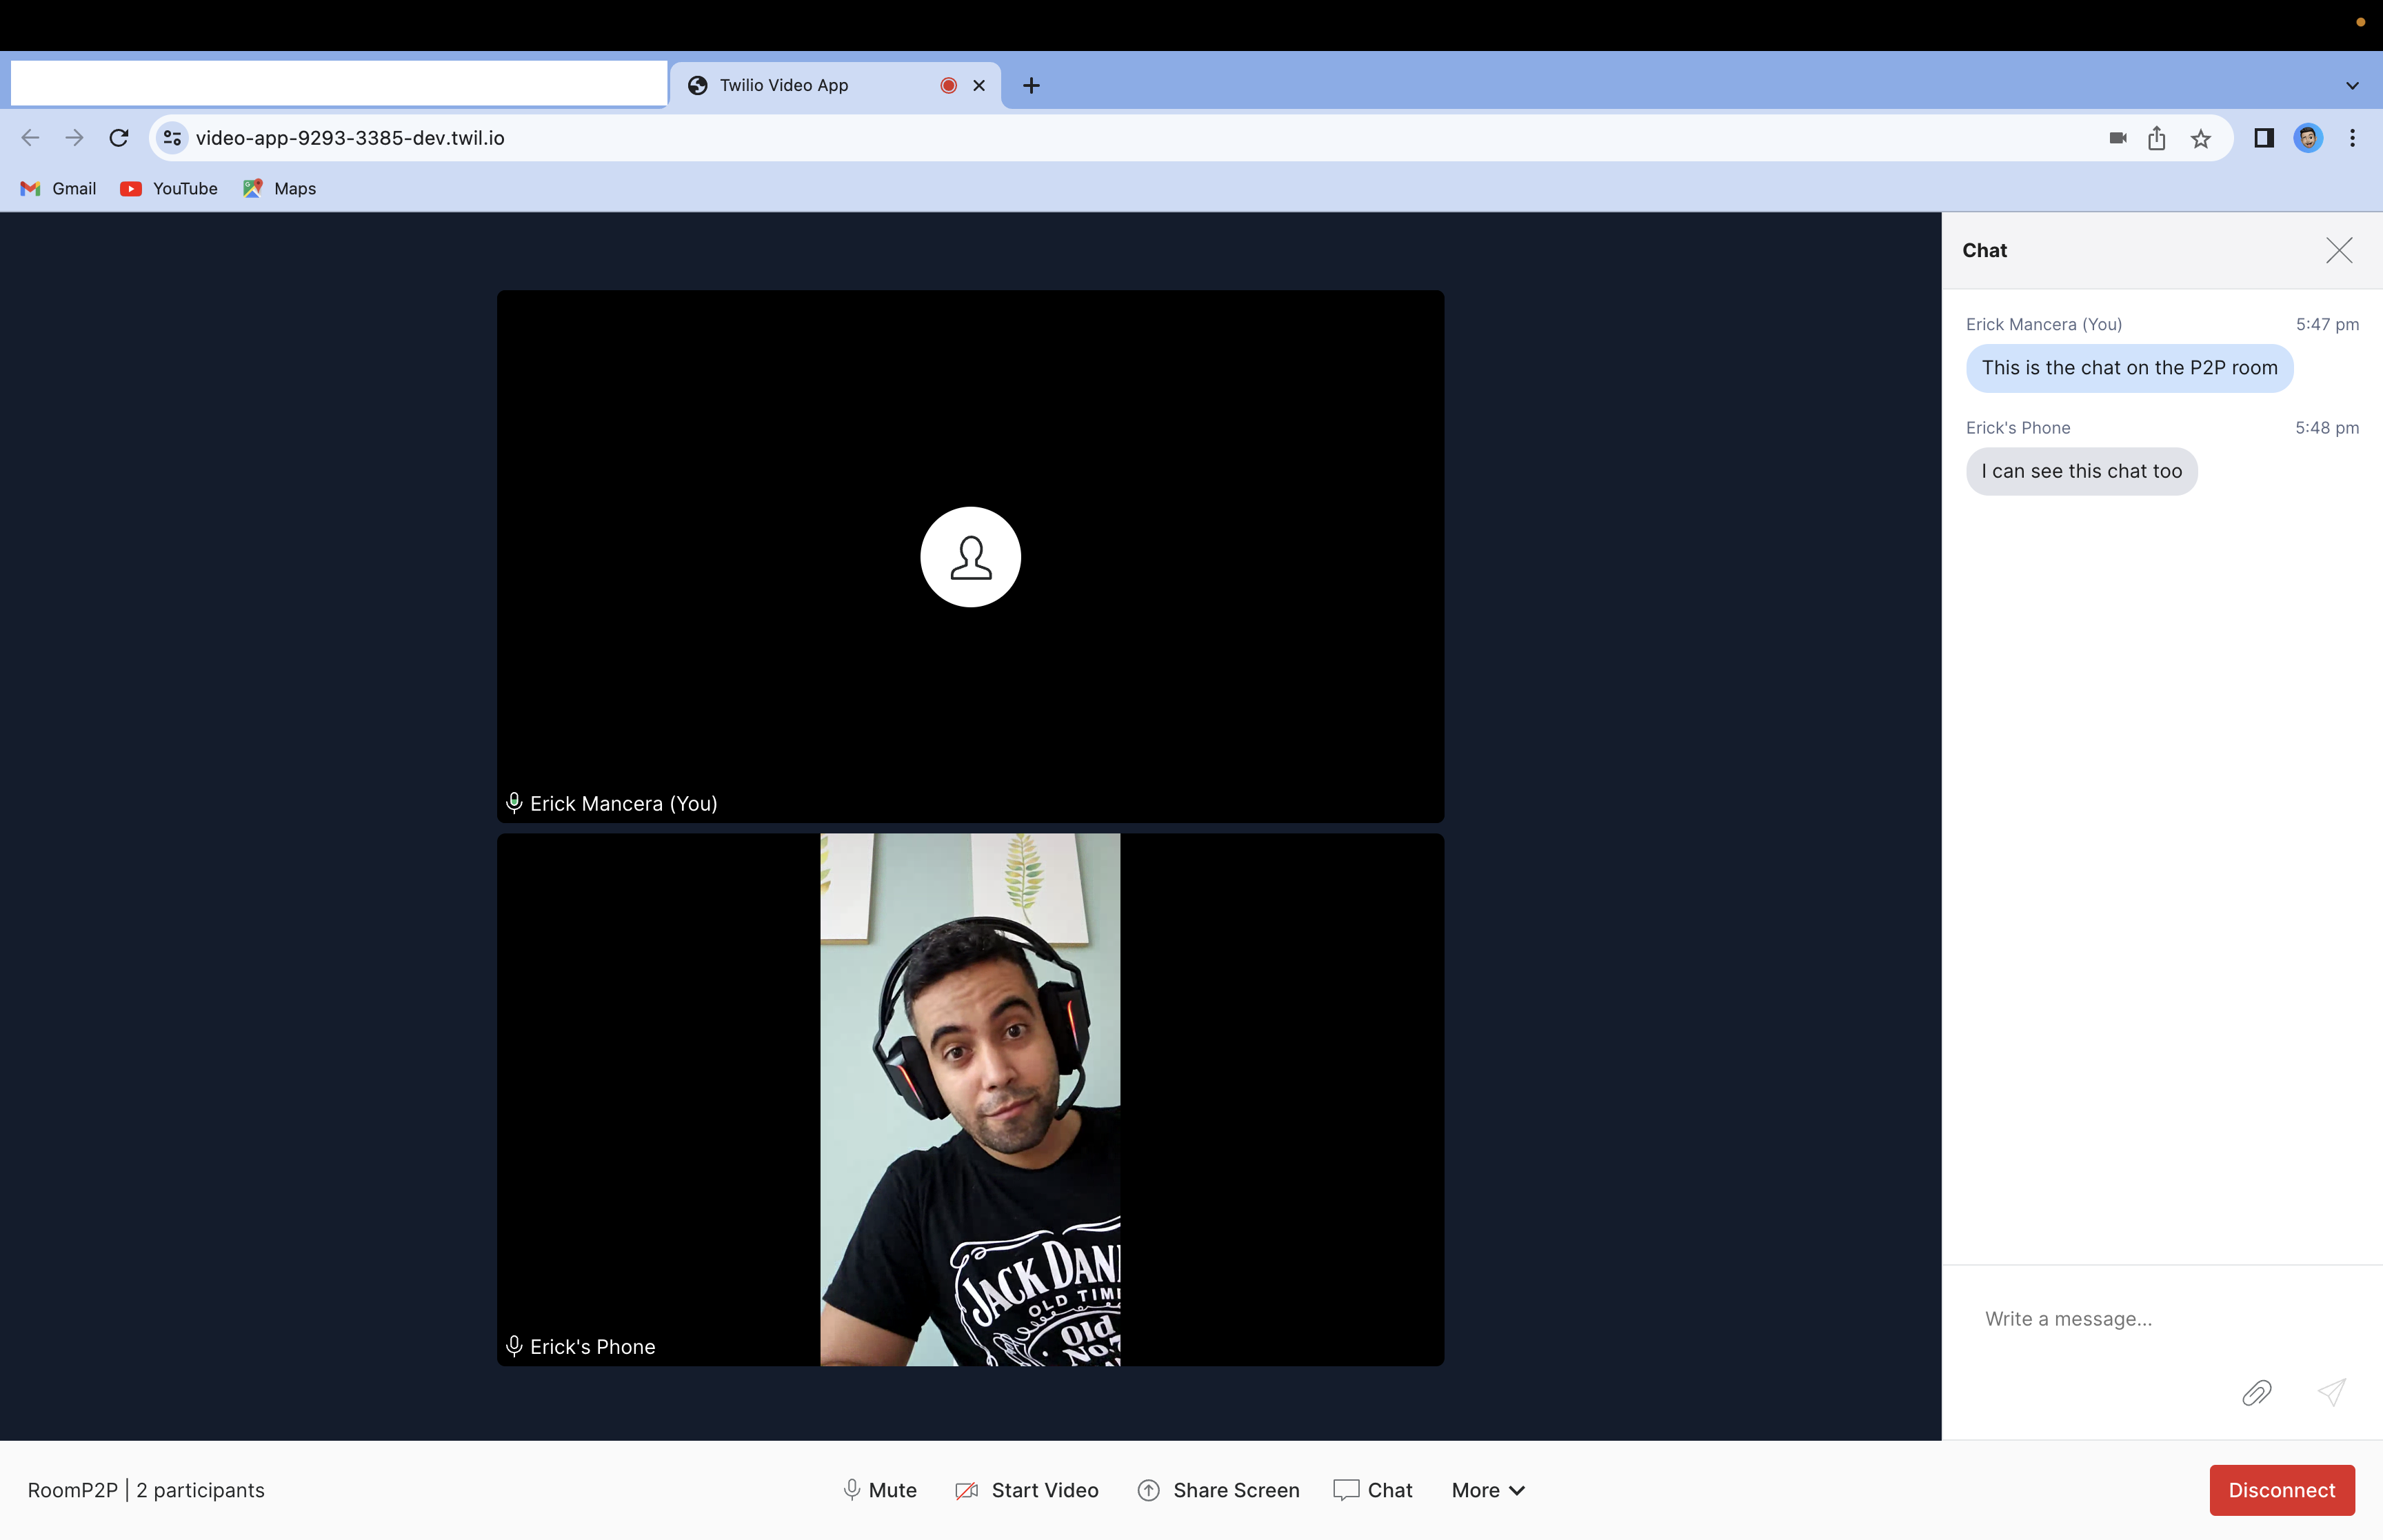 Twilio Video App
video-app-9293-3385-dev.twil.io
Gmail
YouTube
Maps
Erick Mancera (You)
JACK DANI
OLD TIME
Old
No.7
Erick's Phone
Chat
Erick Mancera (You) 5:47 pm
This is the chat on the P2P room
Erick's Phone 5:48 pm
I can see this chat too
Write a message...
RoomP2P | 2 participants
Mute
Start Video
Share Screen
Chat
More
Disconnect